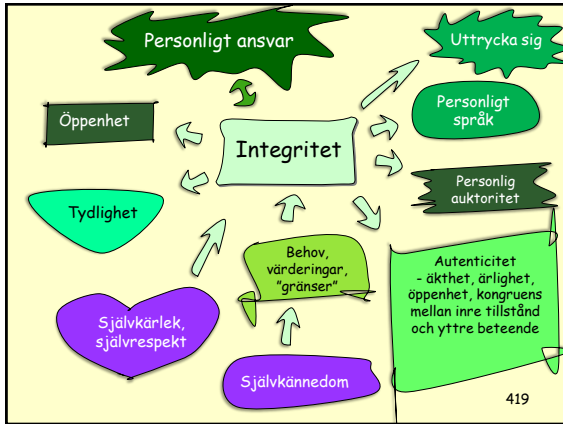 Personligt ansvar
Uttrycka sig
Öppenhet
Personligt
språk
Integritet
Personlig
auktoritet
Tydlighet
Behov,
värderingar,
"gränser"
Autenticitet
- äkthet, ärlighet,
öppenhet, kongruens
mellan inre tillstånd
och yttre beteende
Självkärlek,
självrespekt
Självkännedom
419